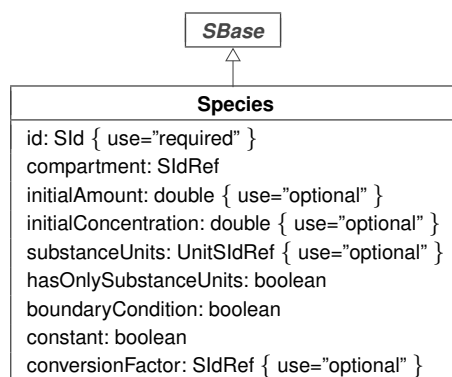 SBase
Species
id: SId { use="required" }
compartment: SIdRef
initialAmount: double { use="optional" }
initialConcentration: double { use="optional" }
substanceUnits: UnitSIdRef { use="optional" }
hasOnlySubstanceUnits: boolean
boundaryCondition: boolean
constant: boolean
conversionFactor: SIdRef { use="optional" }